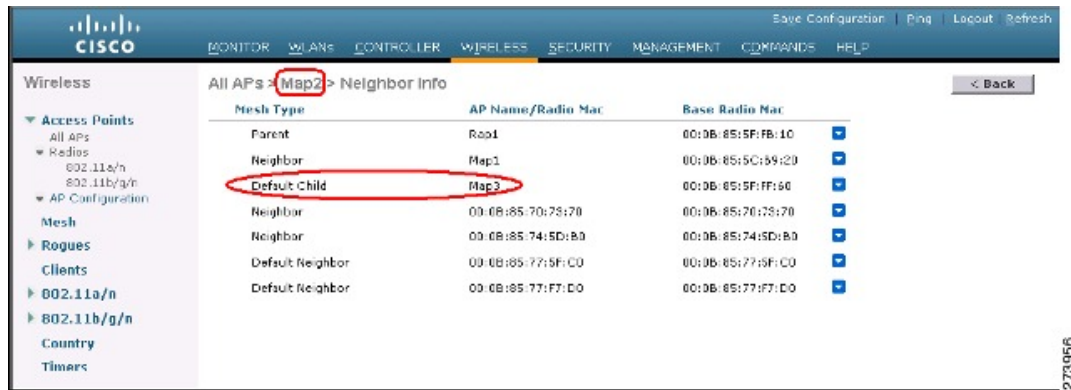 Save Configuration | Ping | Logout Refresh
CISCO
MONITOR WLANs CONTROLLER WIRELESS SECURITY MANAGEMENT COMMANDS HELP
Wireless
Access Points
All APs
Radios
802.11a/n
802.11b/g/n
AP Configuration
Mesh
Rogues
Clients
802.11a/n
802.11b/g/n
Country
Timers
All APs > Map2 > Neighbor Info
< Back
Mesh Type AP Name/Radio Mac Base Radio Mac
Parent Rap1 00:0B:85:5F:FB:10
Neighbor Map1 00:0B:85:5C:B9:20
Default Child Map3 00:0B:85:5F:FF:60
Neighbor 00:0B:85:70:73:70 00:0B:85:70:73:70
Neighbor 00:0B:85:74:5D:B0 00:0B:85:74:5D:B0
Default Neighbor 00:0B:85:77:5F:C0 00:0B:85:77:5F:C0
Default Neighbor 00:0B:85:77:F7:D0 00:0B:85:77:F7:D0
273956